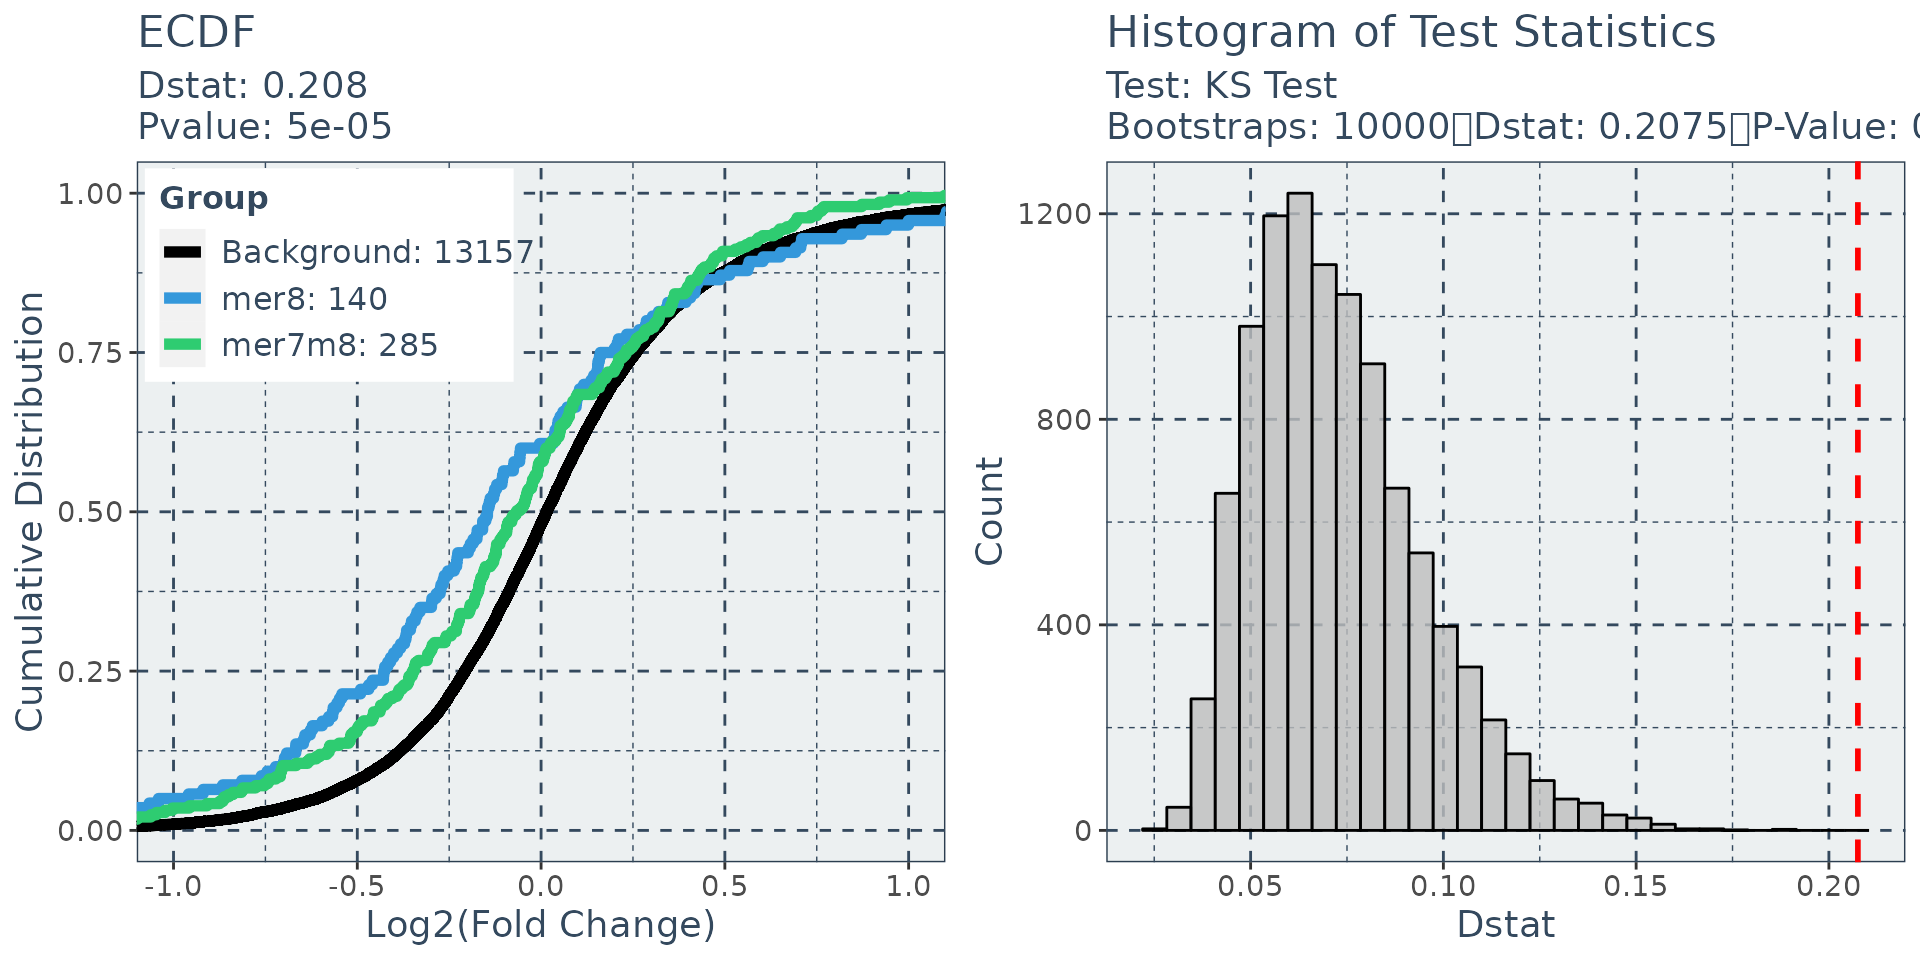 ECDF
Dstat: 0.208
Pvalue: 5e-05
Group
Background: 13157
mer8: 140
mer7m8: 285
1.00
0.75
0.50
0.25
0.00
Cumulative Distribution
-1.0 -0.5 0.0 0.5 1.0
Log2(Fold Change)
Histogram of Test Statistics
Test: KS Test
Bootstraps: 10000 Dstat: 0.2075 P-Value:
1200
800
400
0
Count
0.05 0.10 0.15 0.20
Dstat